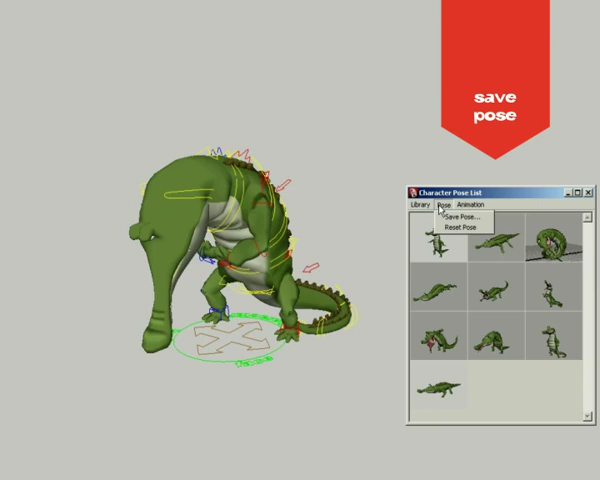 save
pose
Character Pose List
Library Pose Animation
Save Pose...
Reset Pose